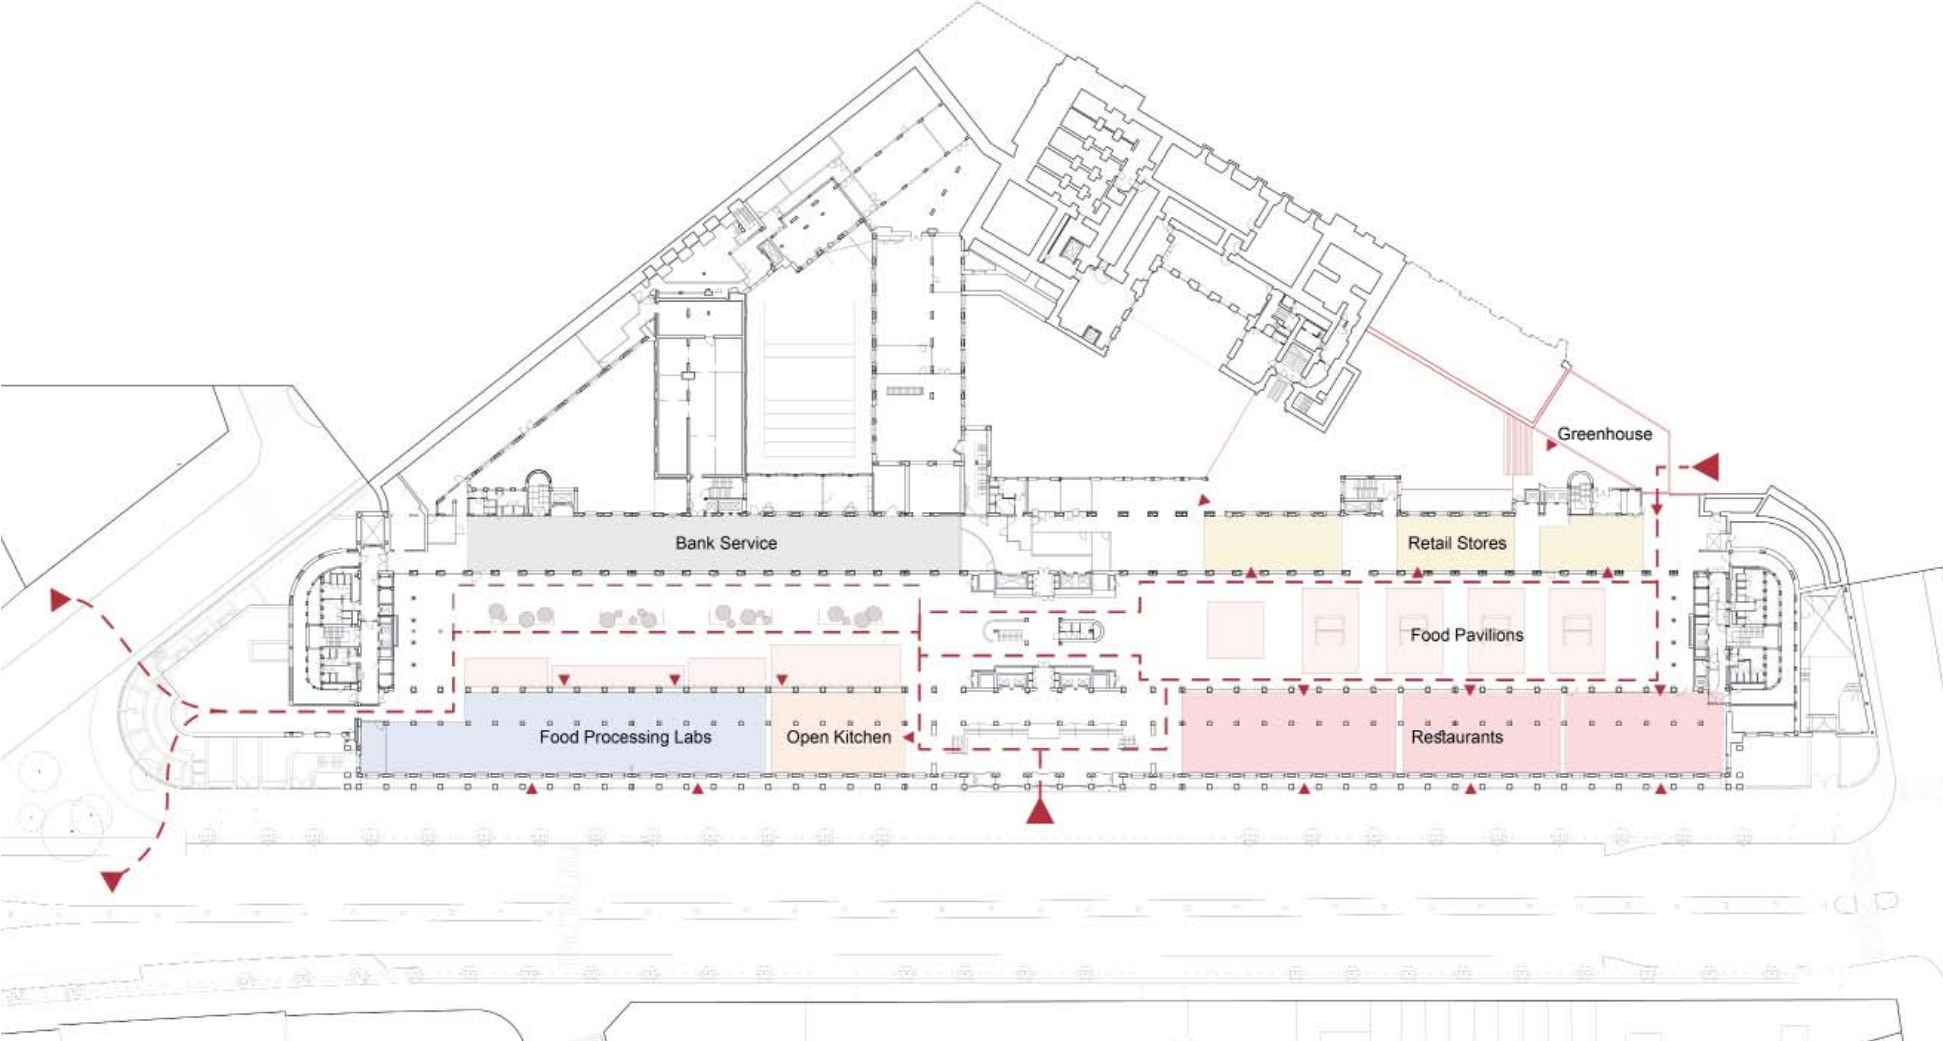 Greenhouse
Bank Service
Retail Stores
Food Pavilions
Food Processing Labs
Open Kitchen
Restaurants